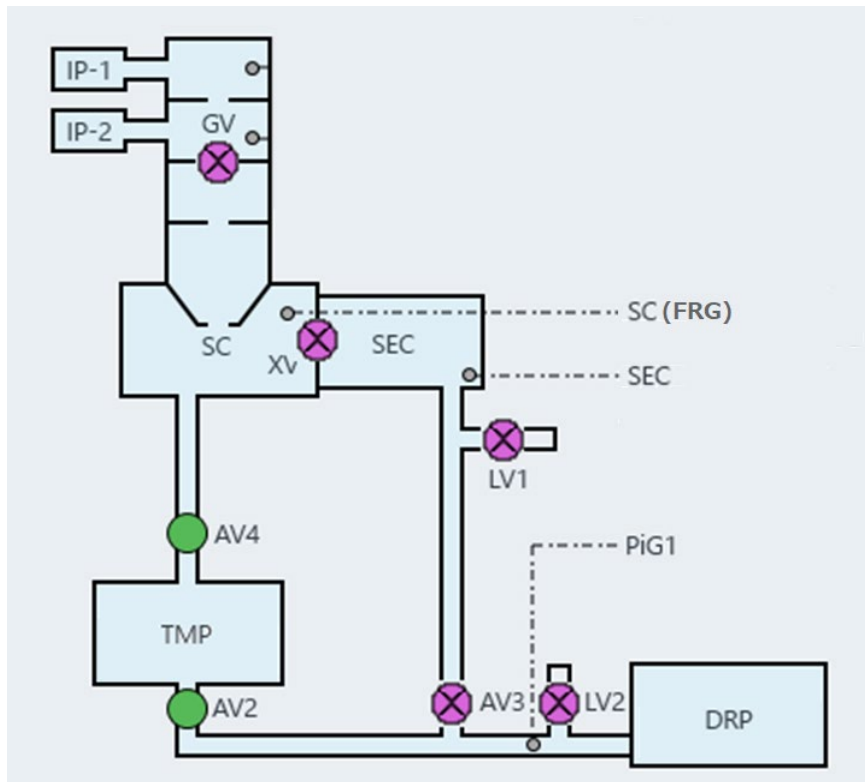 IP-1
IP-2
GV
SC (FRG)
SC
XV
SEC
SEC
LV1
AV4
PiG1
TMP
AV2
AV3
LV2
DRP